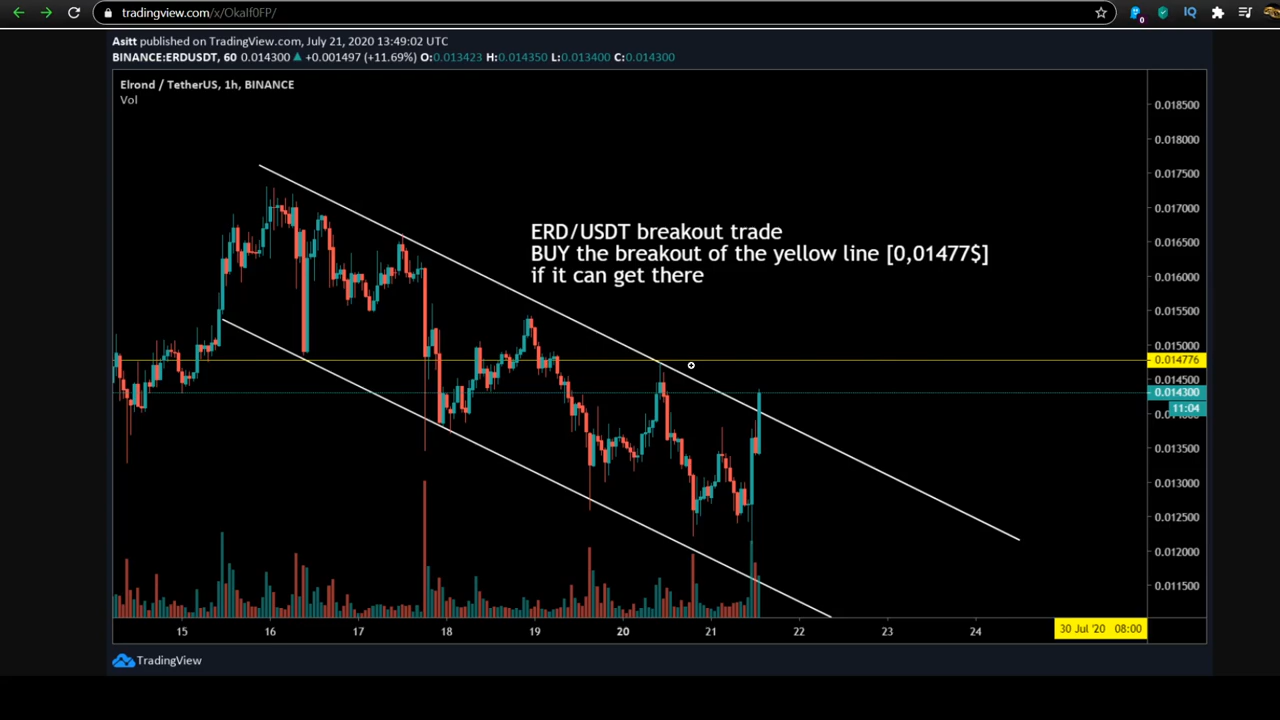 tradingview.com/x/Okalf0FP/
IQ
0
Asitt published on TradingView.com, July 21, 2020 13:49:02 UTC
BINANCE:ERDUSDT, 60 0.014300 ▲ +0.001497 (+11.69%) O:0.013423 H:0.014350 L:0.013400 C:0.014300
Elrond / TetherUS, 1h, BINANCE
Vol
ERD/USDT breakout trade
BUY the breakout of the yellow line [0,01477$]
if it can get there
0.018500
0.018000
0.017500
0.017000
0.016500
0.016000
0.015500
0.015000
0.014776
0.014500
0.014300
11:04
0.013500
0.013000
0.012500
0.012000
0.011500
15 16 17 18 19 20 21 22 23 24 30 Jul '20 08:00
TradingView